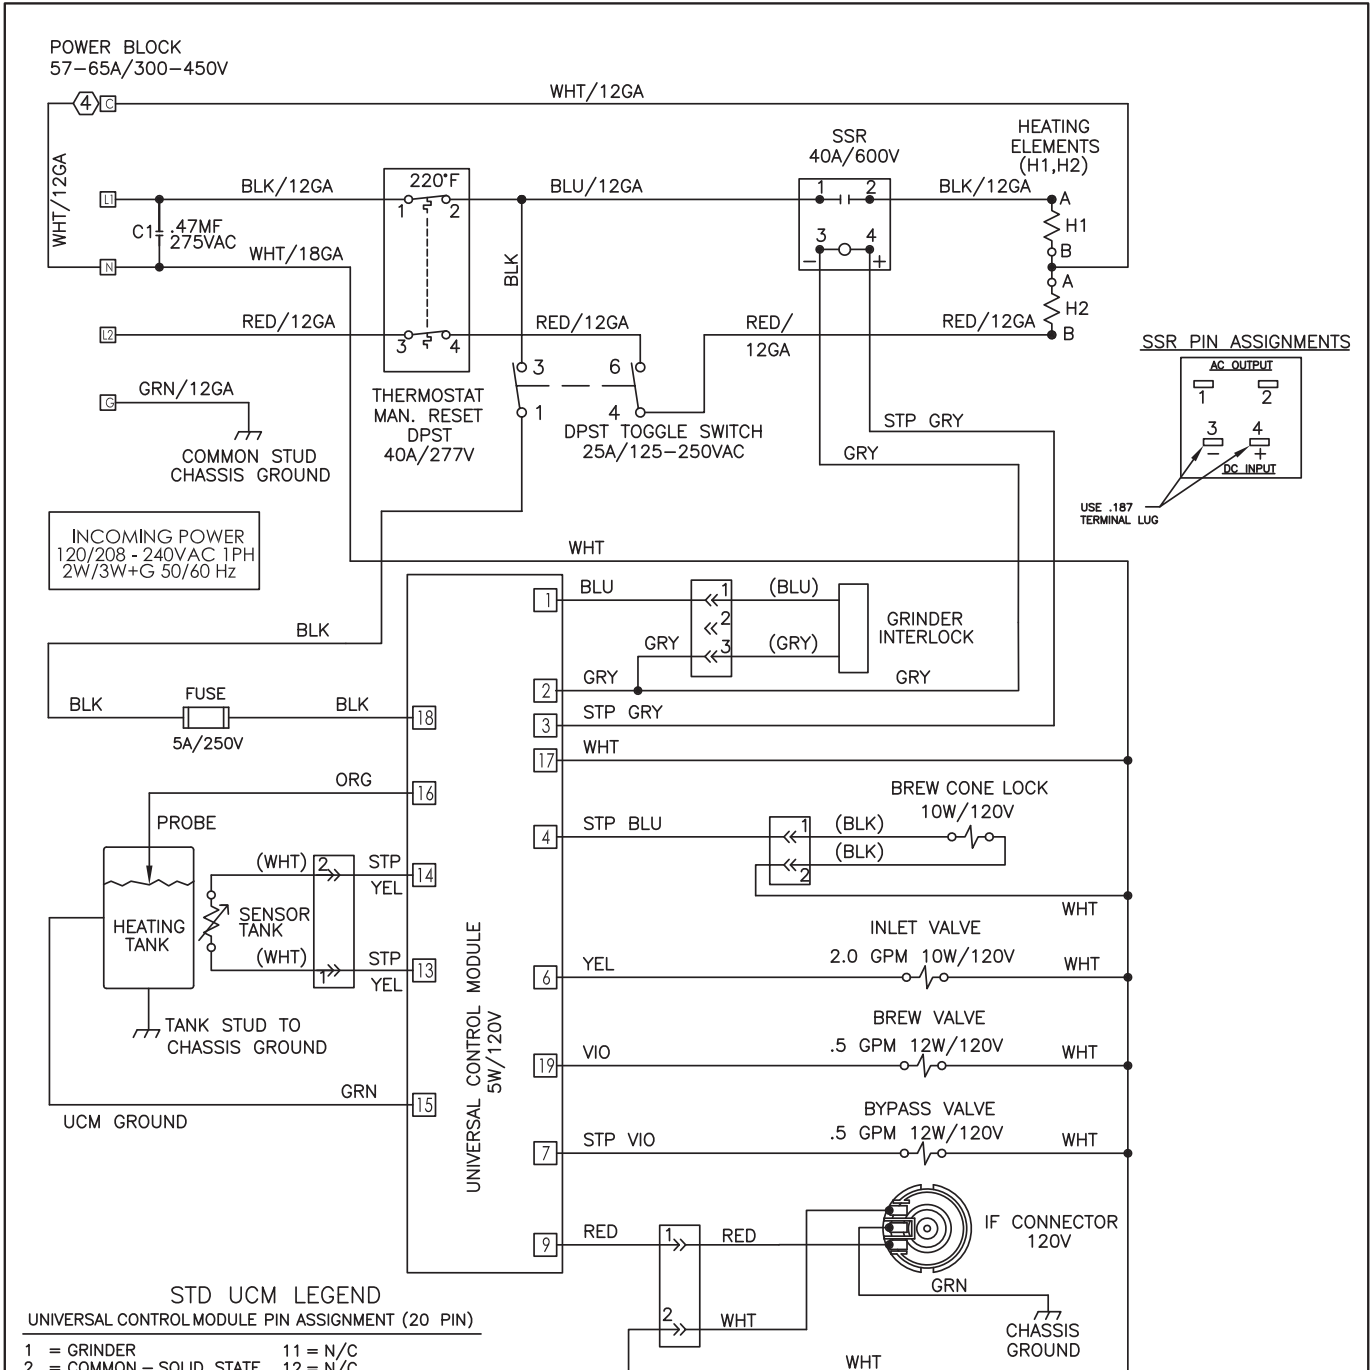 POWER BLOCK
57-65A/300-450V
4
C
WHT/12GA
WHT/12GA
L1
BLK/12GA
C1
.47MF
275VAC
N
WHT/18GA
L2
RED/12GA
G
GRN/12GA
COMMON STUD
CHASSIS GROUND
220°F
1
2
3
4
THERMOSTAT
MAN. RESET
DPST
40A/277V
BLU/12GA
BLK
RED/12GA
3
6
1
4
DPST TOGGLE SWITCH
25A/125-250VAC
SSR
40A/600V
1
2
3
4
-
+
BLK/12GA
HEATING
ELEMENTS
(H1,H2)
A
H1
B
A
H2
B
RED/
12GA
RED/12GA
STP GRY
GRY
SSR PIN ASSIGNMENTS
AC OUTPUT
1
2
3
4
-
+
DC INPUT
USE .187
TERMINAL LUG
INCOMING POWER
120/208 - 240VAC 1PH
2W/3W+G 50/60 Hz
WHT
BLK
BLK
FUSE
5A/250V
BLK
18
ORG
16
PROBE
HEATING
TANK
(WHT)
2
STP
YEL
14
SENSOR
TANK
(WHT)
1
STP
YEL
13
TANK STUD TO
CHASSIS GROUND
GRN
15
UCM GROUND
UNIVERSAL CONTROL MODULE
5W/120V
1
BLU
1
(BLU)
2
GRY
3
(GRY)
GRINDER
INTERLOCK
2
GRY
GRY
3
STP GRY
17
WHT
BREW CONE LOCK
10W/120V
4
STP BLU
1
(BLK)
(BLK)
2
WHT
INLET VALVE
2.0 GPM 10W/120V
6
YEL
WHT
BREW VALVE
.5 GPM 12W/120V
19
VIO
WHT
BYPASS VALVE
.5 GPM 12W/120V
7
STP VIO
WHT
9
RED
1
RED
IF CONNECTOR
120V
GRN
2
WHT
CHASSIS
GROUND
WHT
STD UCM LEGEND
UNIVERSAL CONTROL MODULE PIN ASSIGNMENT (20 PIN)
1 = GRINDER 11 = N/C
2 = COMMON - SOLID STATE 12 = N/C